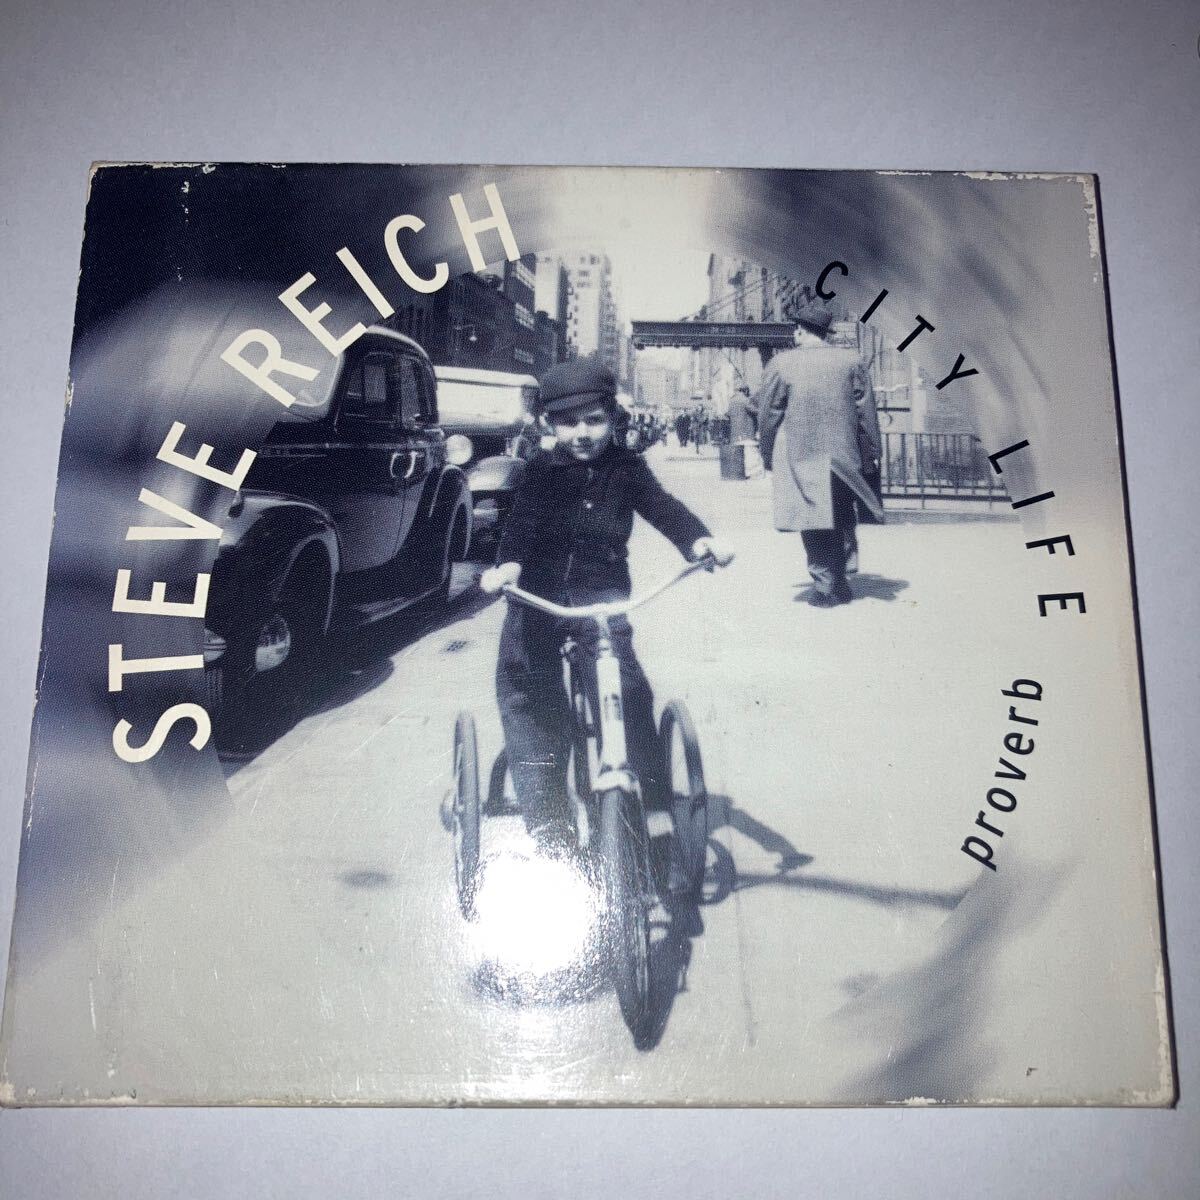 STEVE REICH
CITY LIFE
proverb